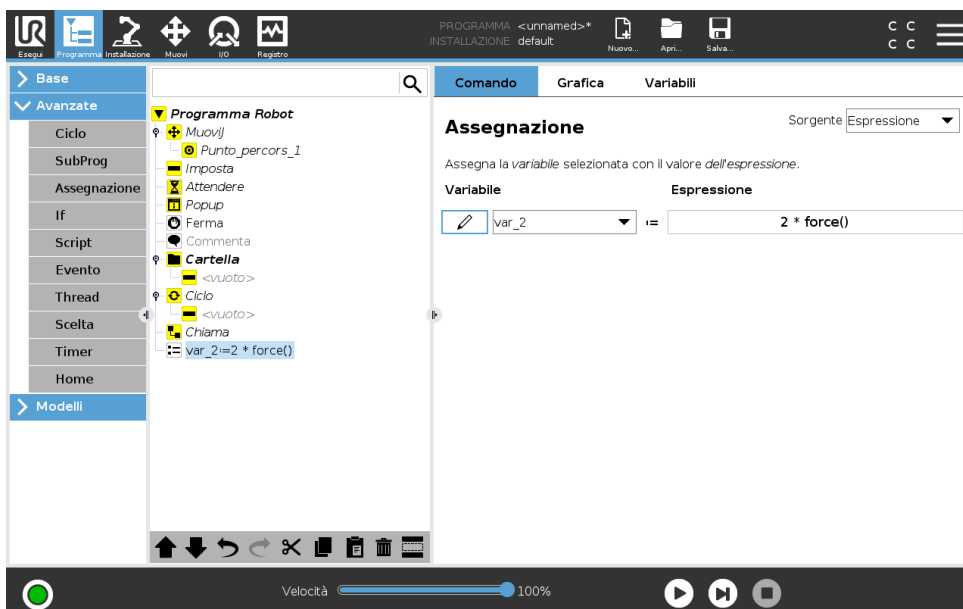 UR
Esegui
Programma
Installazione
Muovi
I/O
Registro
PROGRAMMA <unnamed>*
INSTALLAZIONE default
Nuovo...
Apri...
Salva...
C C
C C
Base
Avanzate
Ciclo
SubProg
Assegnazione
If
Script
Evento
Thread
Scelta
Timer
Home
Modelli
Programma Robot
MuoviJ
Punto_percors_1
Imposta
Attendere
Popup
Ferma
Commenta
Cartella
<vuoto>
Ciclo
<vuoto>
Chiama
var_2:=2 * force()
Comando
Grafica
Variabili
Assegnazione
Sorgente Espressione
Assegna la variabile selezionata con il valore dell'espressione.
Variabile Espressione
var_2 := 2 * force()
Velocità 100%